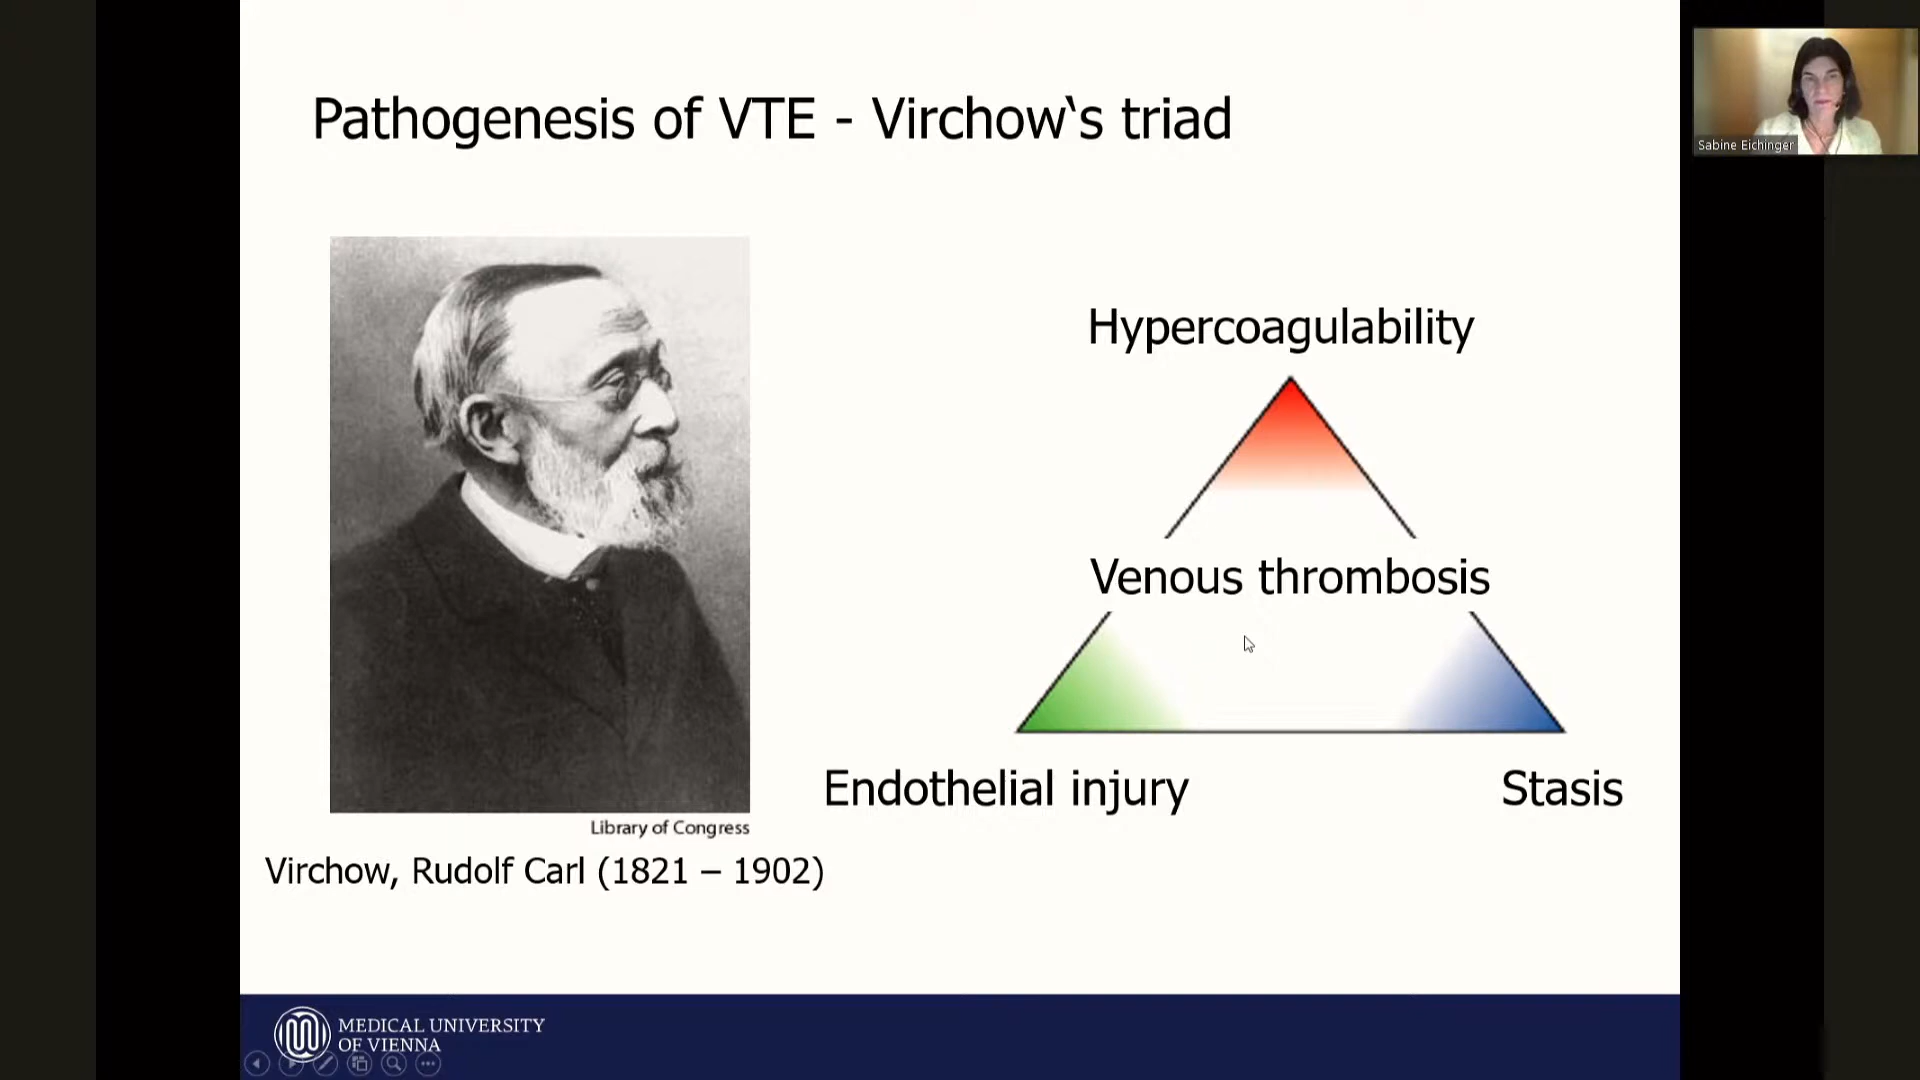 Pathogenesis of VTE - Virchow‘s triad
Sabine Eichinger
Hypercoagulability
Venous thrombosis
Endothelial injury
Stasis
Library of Congress
Virchow, Rudolf Carl (1821 – 1902)
MEDICAL UNIVERSITY
OF VIENNA